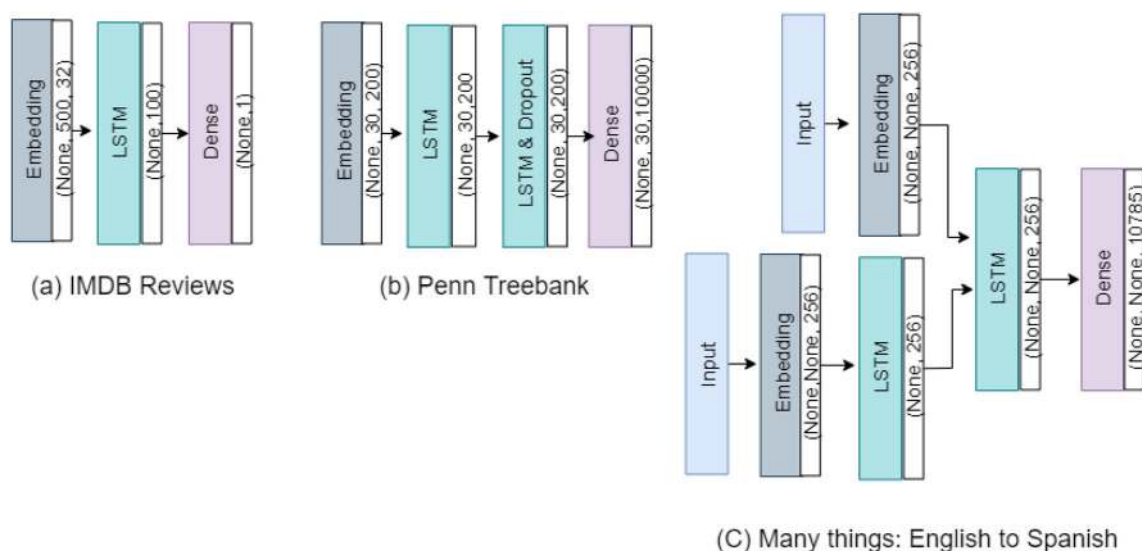 Embedding
(None, 500, 32)
LSTM
(None,100)
Dense
(None,1)
(a) IMDB Reviews
Embedding
(None, 30, 200)
LSTM
(None, 30,200
LSTM & Dropout
(None, 30,200)
Dense
(None, 30,10000)
(b) Penn Treebank
Input
Embedding
(None, None, 256)
Input
Embedding
(None,None, 256)
LSTM
(None, 256)
LSTM
(None, None, 256)
Dense
(None, None, 10785)
(C) Many things: English to Spanish